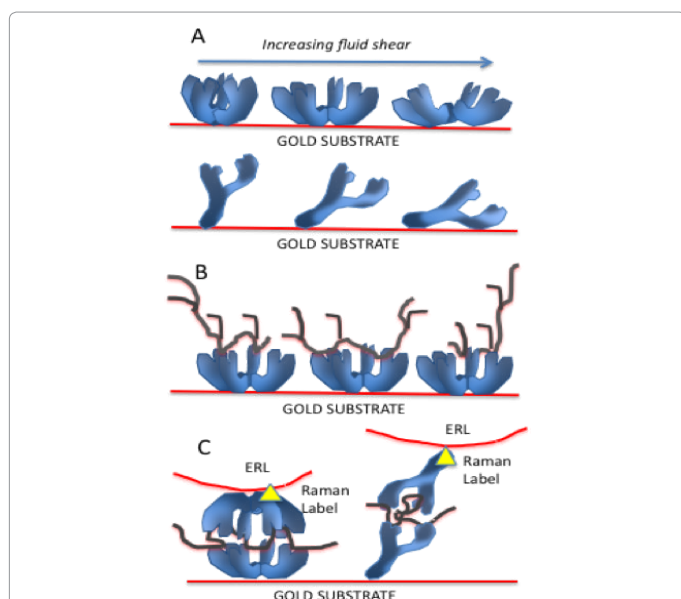 A
Increasing fluid shear
GOLD SUBSTRATE
GOLD SUBSTRATE
B
GOLD SUBSTRATE
C
ERL
Raman
Label
ERL
Raman
Label
GOLD SUBSTRATE